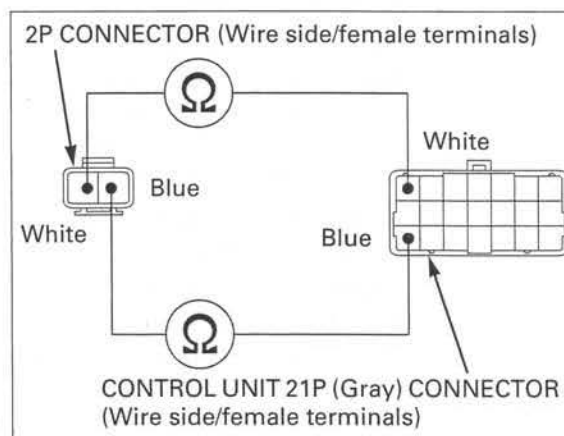 2P CONNECTOR (Wire side/female terminals)
Ω
White
Blue
White
Blue
Ω
CONTROL UNIT 21P (Gray) CONNECTOR
(Wire side/female terminals)